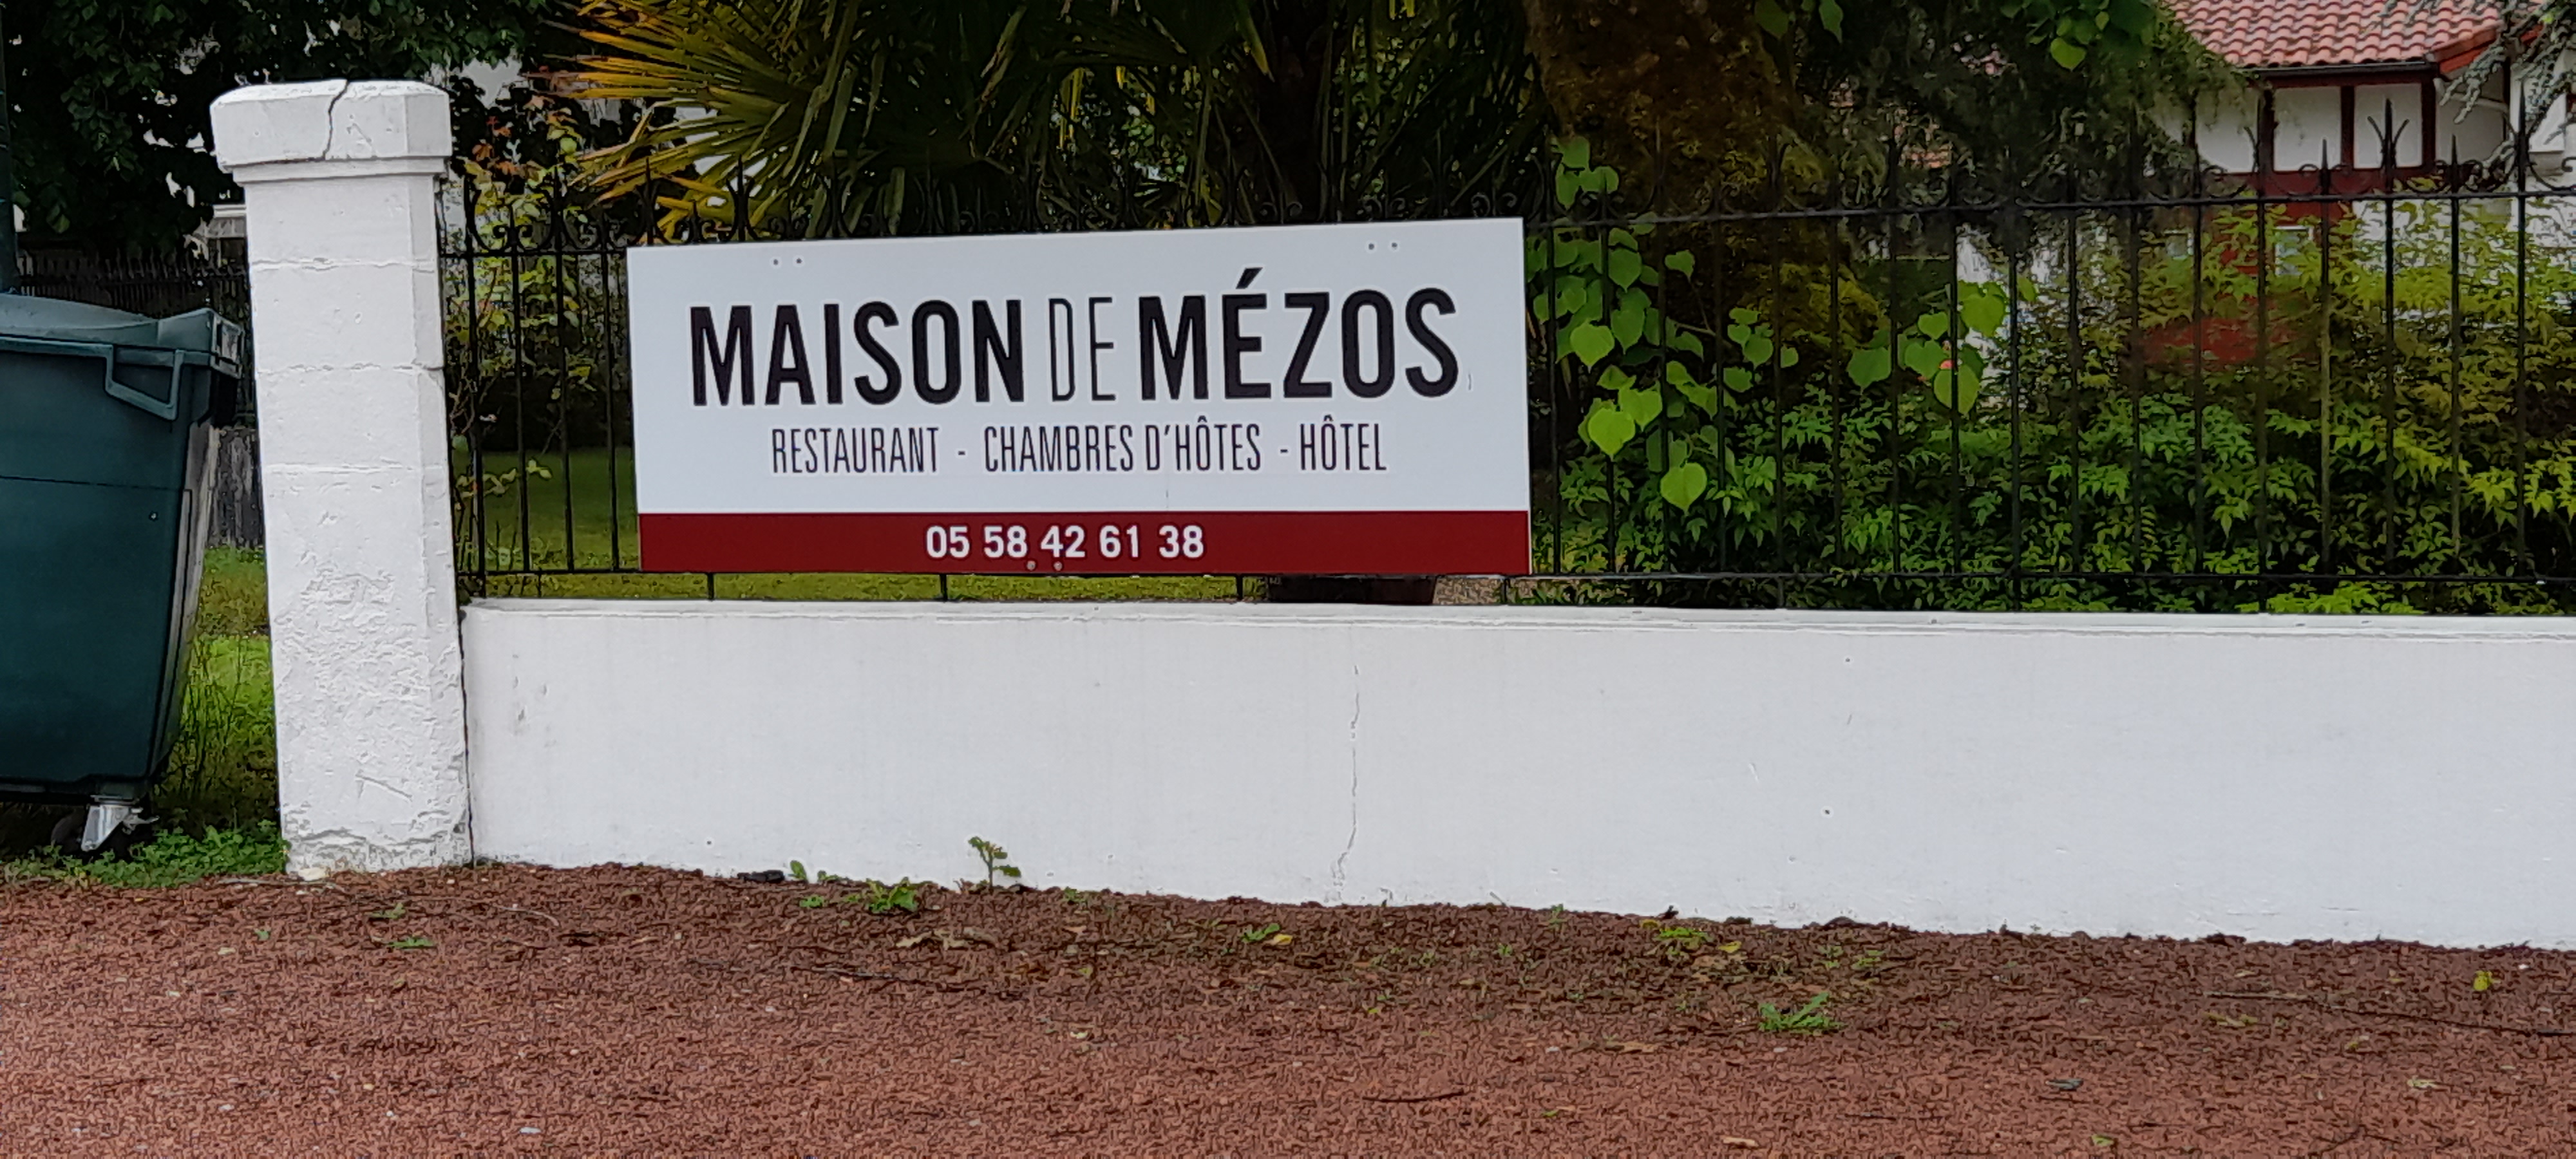 MAISON DE MÉZOS
RESTAURANT - CHAMBRES D'HÔTES - HÔTEL
05 58 42 61 38